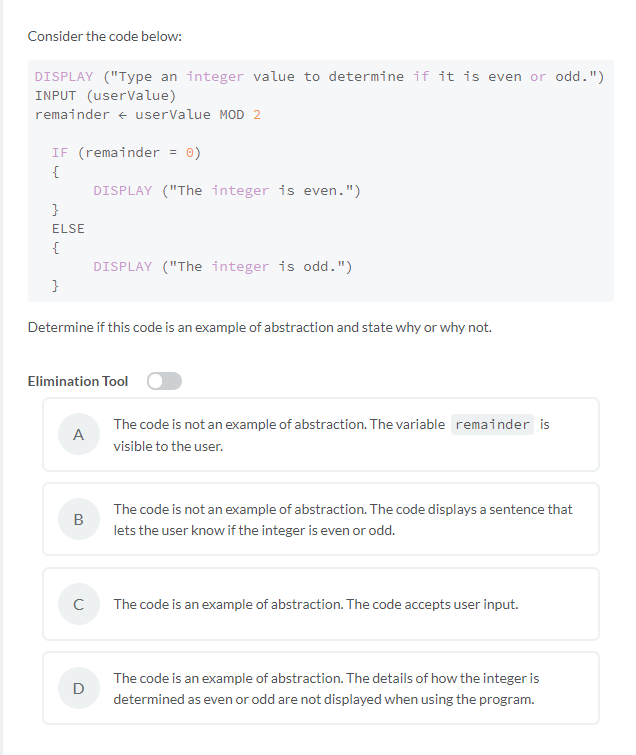 Consider the code below:
DISPLAY ("Type an integer value to determine if it is even or odd.")
INPUT (userValue)
remainder ← userValue MOD 2
IF (remainder = 0)
{
DISPLAY ("The integer is even.")
}
ELSE
{
DISPLAY ("The integer is odd.")
}
Determine if this code is an example of abstraction and state why or why not.
Elimination Tool
A
The code is not an example of abstraction. The variable remainder is
visible to the user.
B
The code is not an example of abstraction. The code displays a sentence that
lets the user know if the integer is even or odd.
C
The code is an example of abstraction. The code accepts user input.
D
The code is an example of abstraction. The details of how the integer is
determined as even or odd are not displayed when using the program.